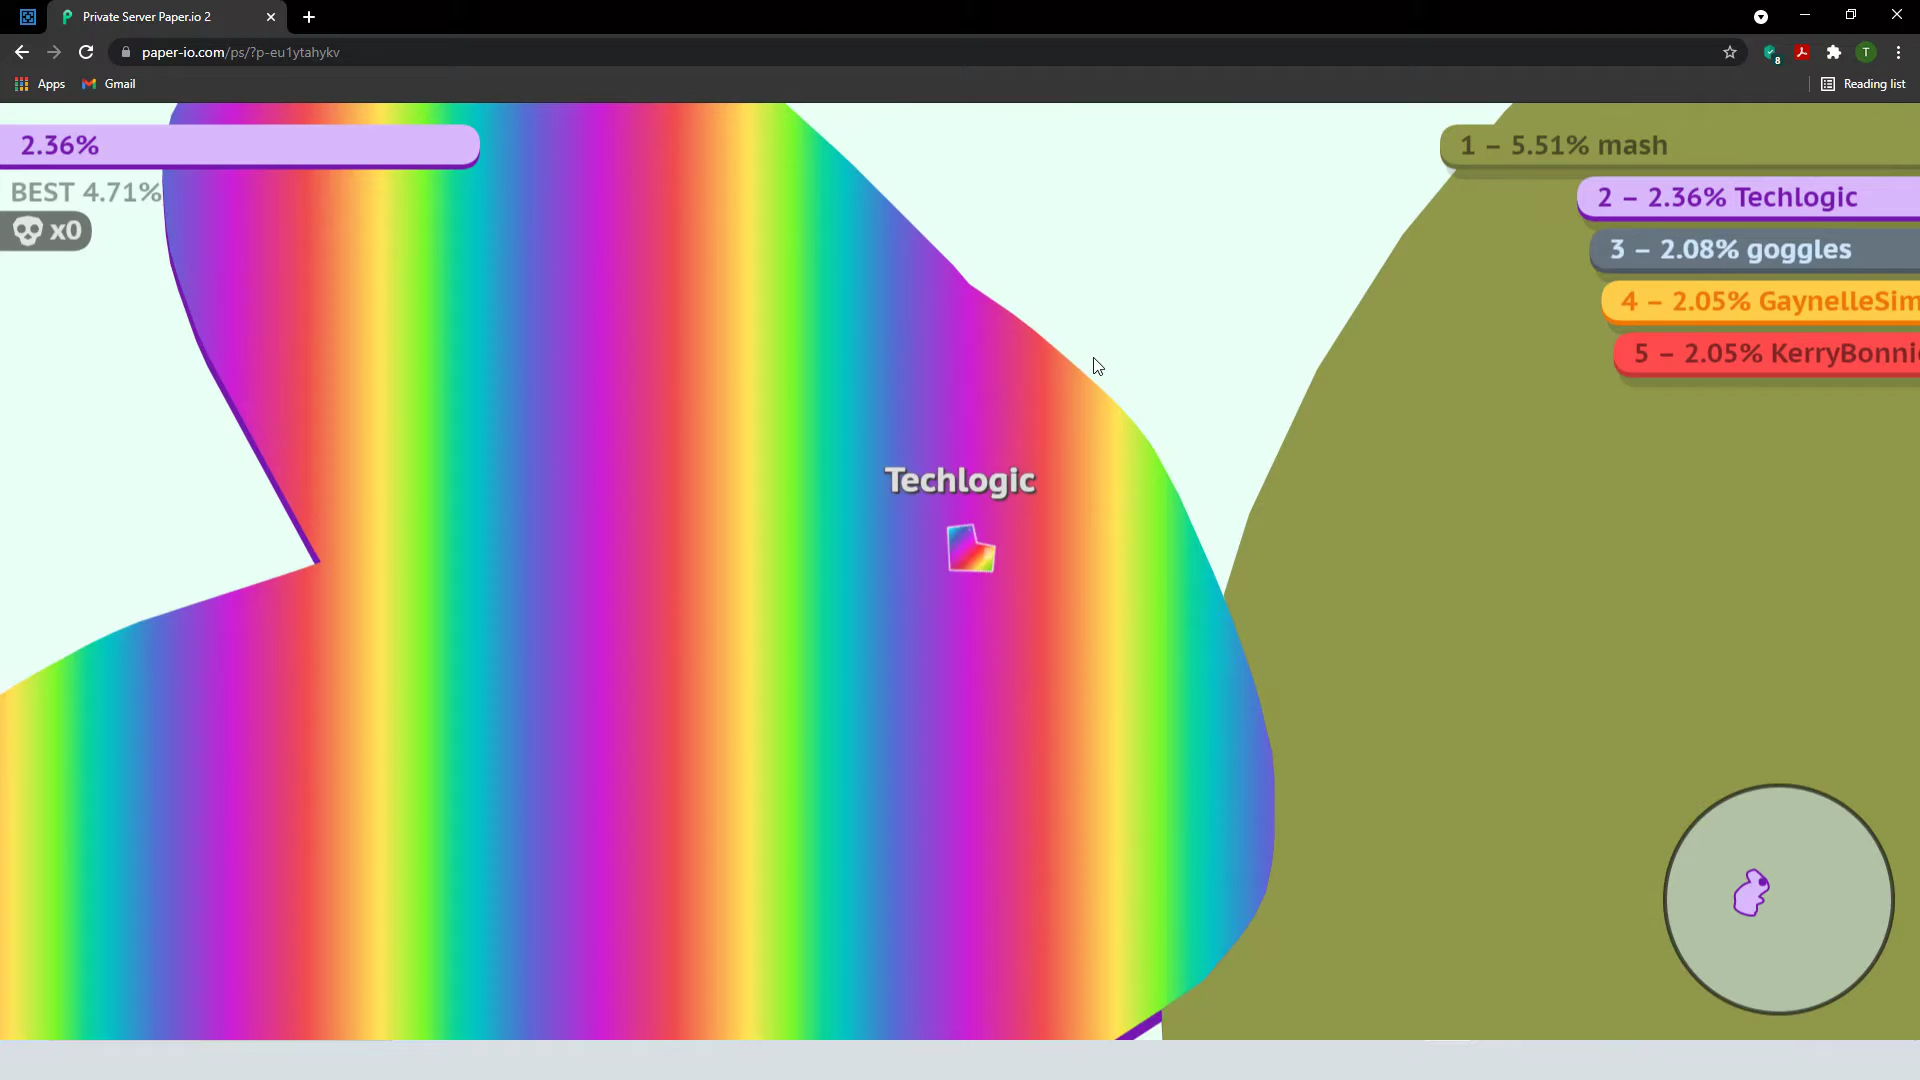 Private Server Paper.io 2
paper-io.com/ps/?p-eu1ytahykv
8
T
Apps
Gmail
Reading list
2.36%
BEST 4.71%
x0
1 – 5.51% mash
2 – 2.36% Techlogic
3 – 2.08% goggles
4 – 2.05% GaynelleSim
5 – 2.05% KerryBonni
Techlogic